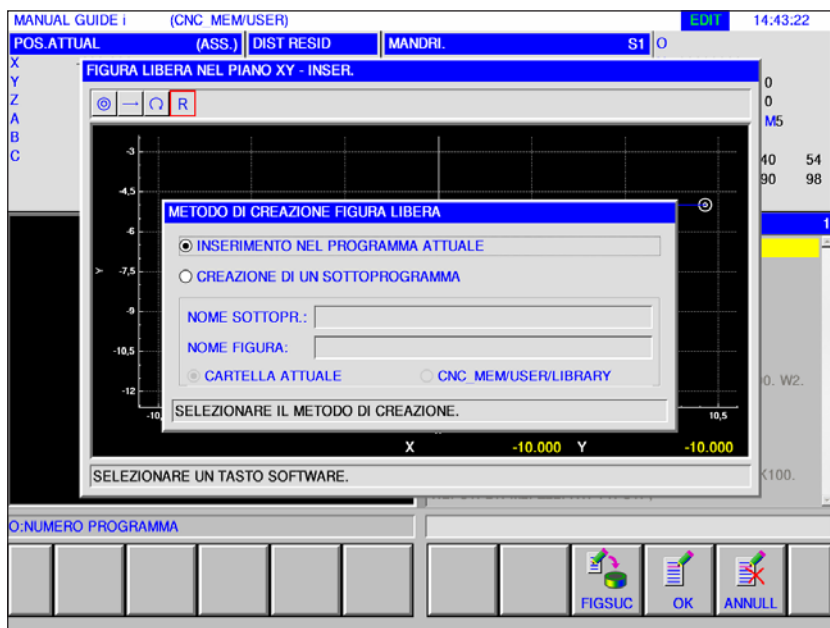 MANUAL GUIDE i (CNC_MEM/USER) EDIT 14:43:22
POS.ATTUAL (ASS.) DIST RESID MANDRI. S1 O
X
Y 0
Z 0
A M5
B
C 40 54
90 98
FIGURA LIBERA NEL PIANO XY - INSER.
R
-3
-4,5
-6
Y -7,5
-9
-10,5
-12
-10, 10,5
METODO DI CREAZIONE FIGURA LIBERA
INSERIMENTO NEL PROGRAMMA ATTUALE
CREAZIONE DI UN SOTTOPROGRAMMA
NOME SOTTOPR.:
NOME FIGURA:
CARTELLA ATTUALE CNC_MEM/USER/LIBRARY
SELEZIONARE IL METODO DI CREAZIONE.
X -10.000 Y -10.000
SELEZIONARE UN TASTO SOFTWARE.
1
00. W2.
K100.
O:NUMERO PROGRAMMA
FIGSUC OK ANNULL